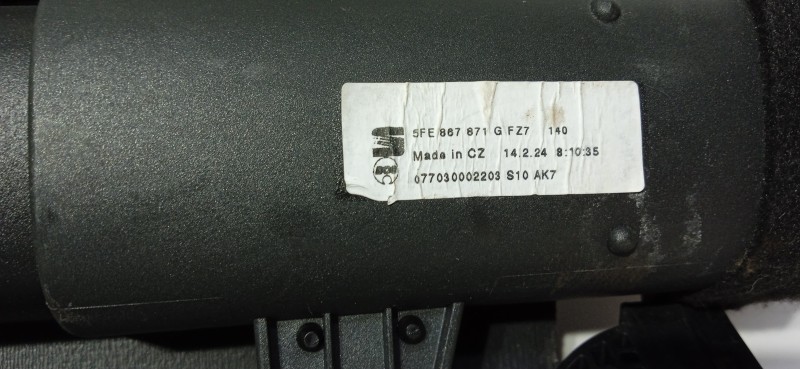 5FE 867 871 G FZ7 140
Made in CZ 14.2.24 8:10:35
077030002203 S10 AK7